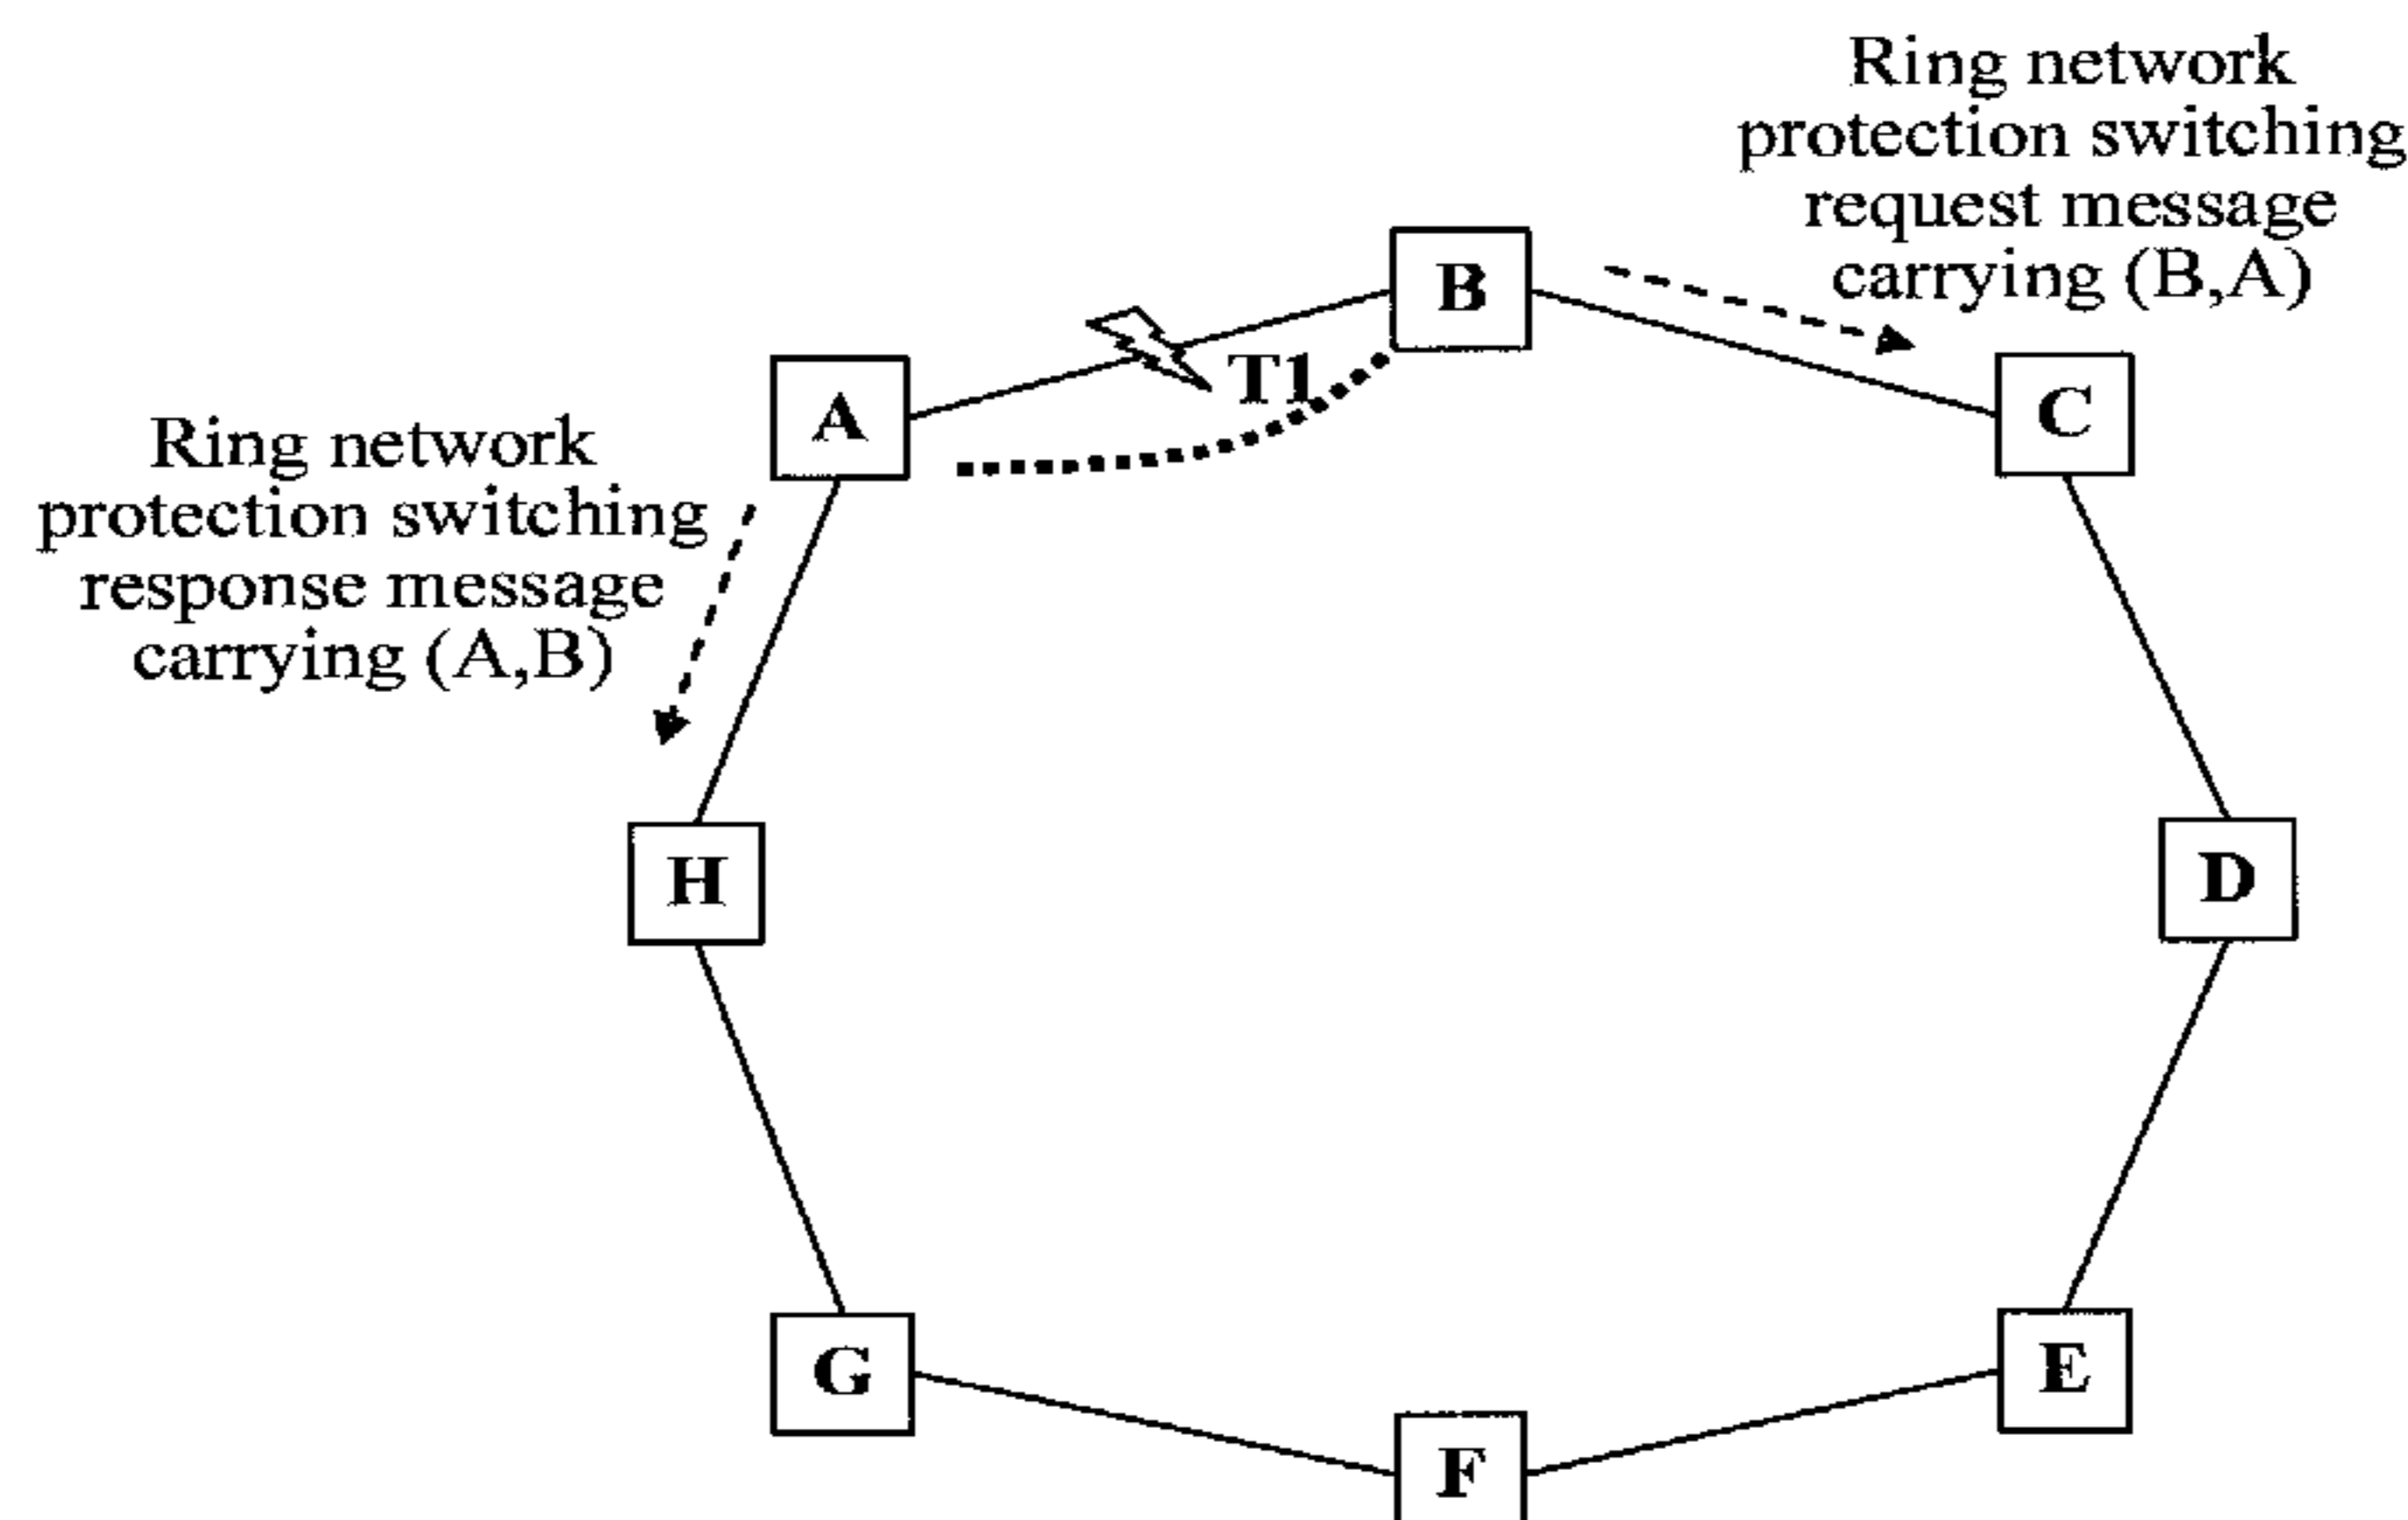 Ring network
protection switching
request message
carrying (B,A)
B
T1
A
C
Ring network
protection switching
response message
carrying (A,B)
H
D
G
E
F